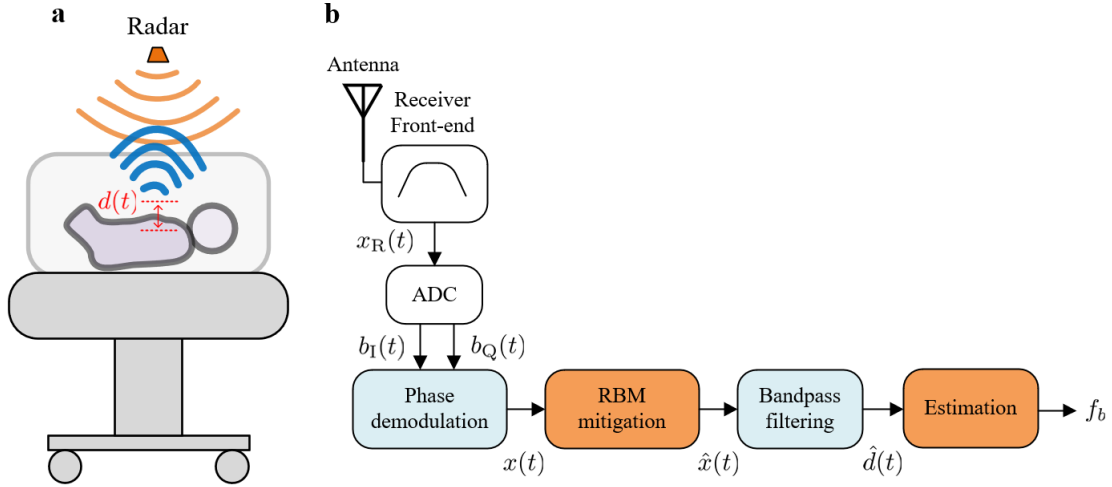 a
Radar
d(t)
b
Antenna
Receiver
Front-end
x_R(t)
ADC
b_I(t)
b_Q(t)
Phase
demodulation
x(t)
RBM
mitigation
x̂(t)
Bandpass
filtering
d̂(t)
Estimation
f_b